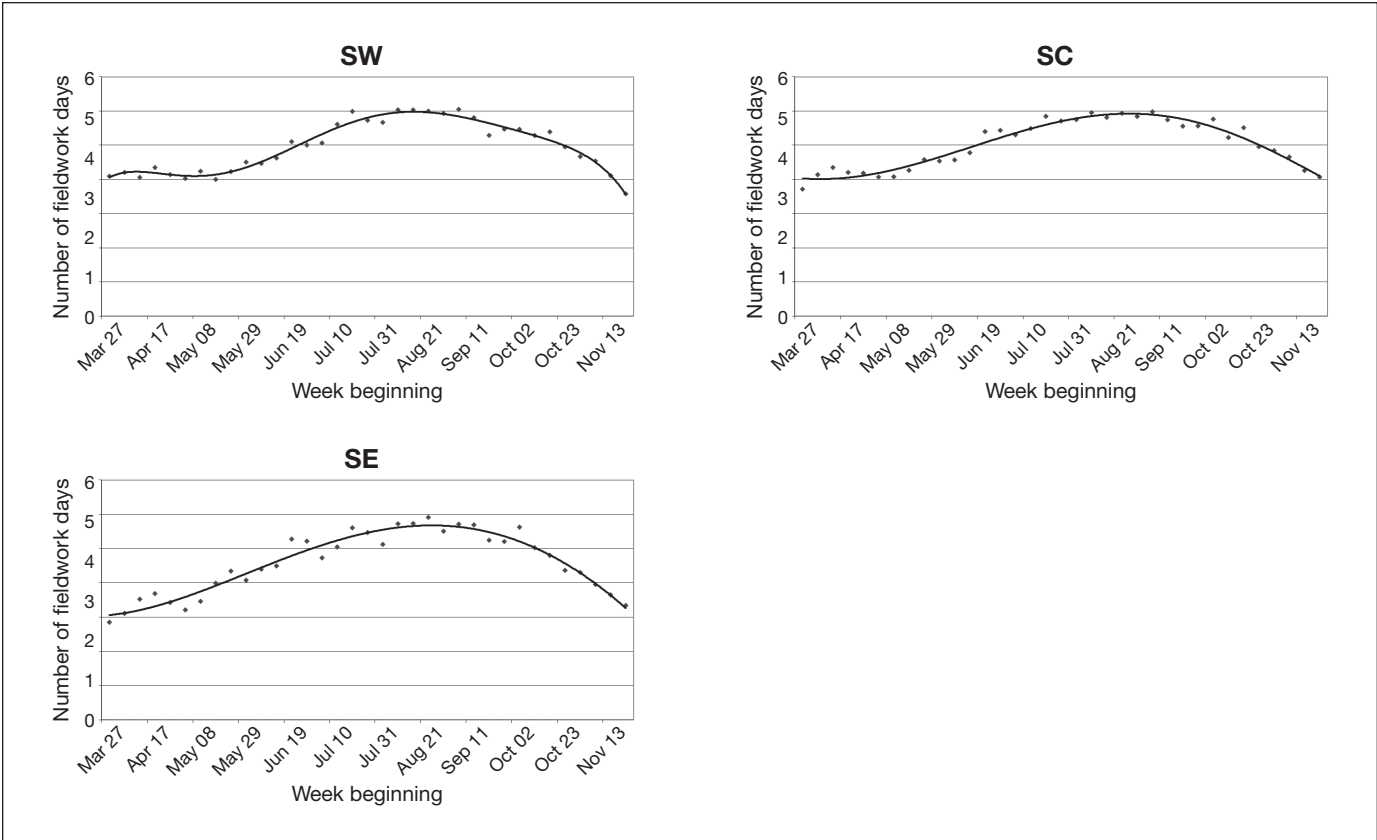 SW
Number of fieldwork days
6
5
4
3
2
1
0
Mar 27
Apr 17
May 08
May 29
Jun 19
Jul 10
Jul 31
Aug 21
Sep 11
Oct 02
Oct 23
Nov 13
Week beginning
SC
Number of fieldwork days
6
5
4
3
2
1
0
Mar 27
Apr 17
May 08
May 29
Jun 19
Jul 10
Jul 31
Aug 21
Sep 11
Oct 02
Oct 23
Nov 13
Week beginning
SE
Number of fieldwork days
6
5
4
3
2
1
0
Mar 27
Apr 17
May 08
May 29
Jun 19
Jul 10
Jul 31
Aug 21
Sep 11
Oct 02
Oct 23
Nov 13
Week beginning